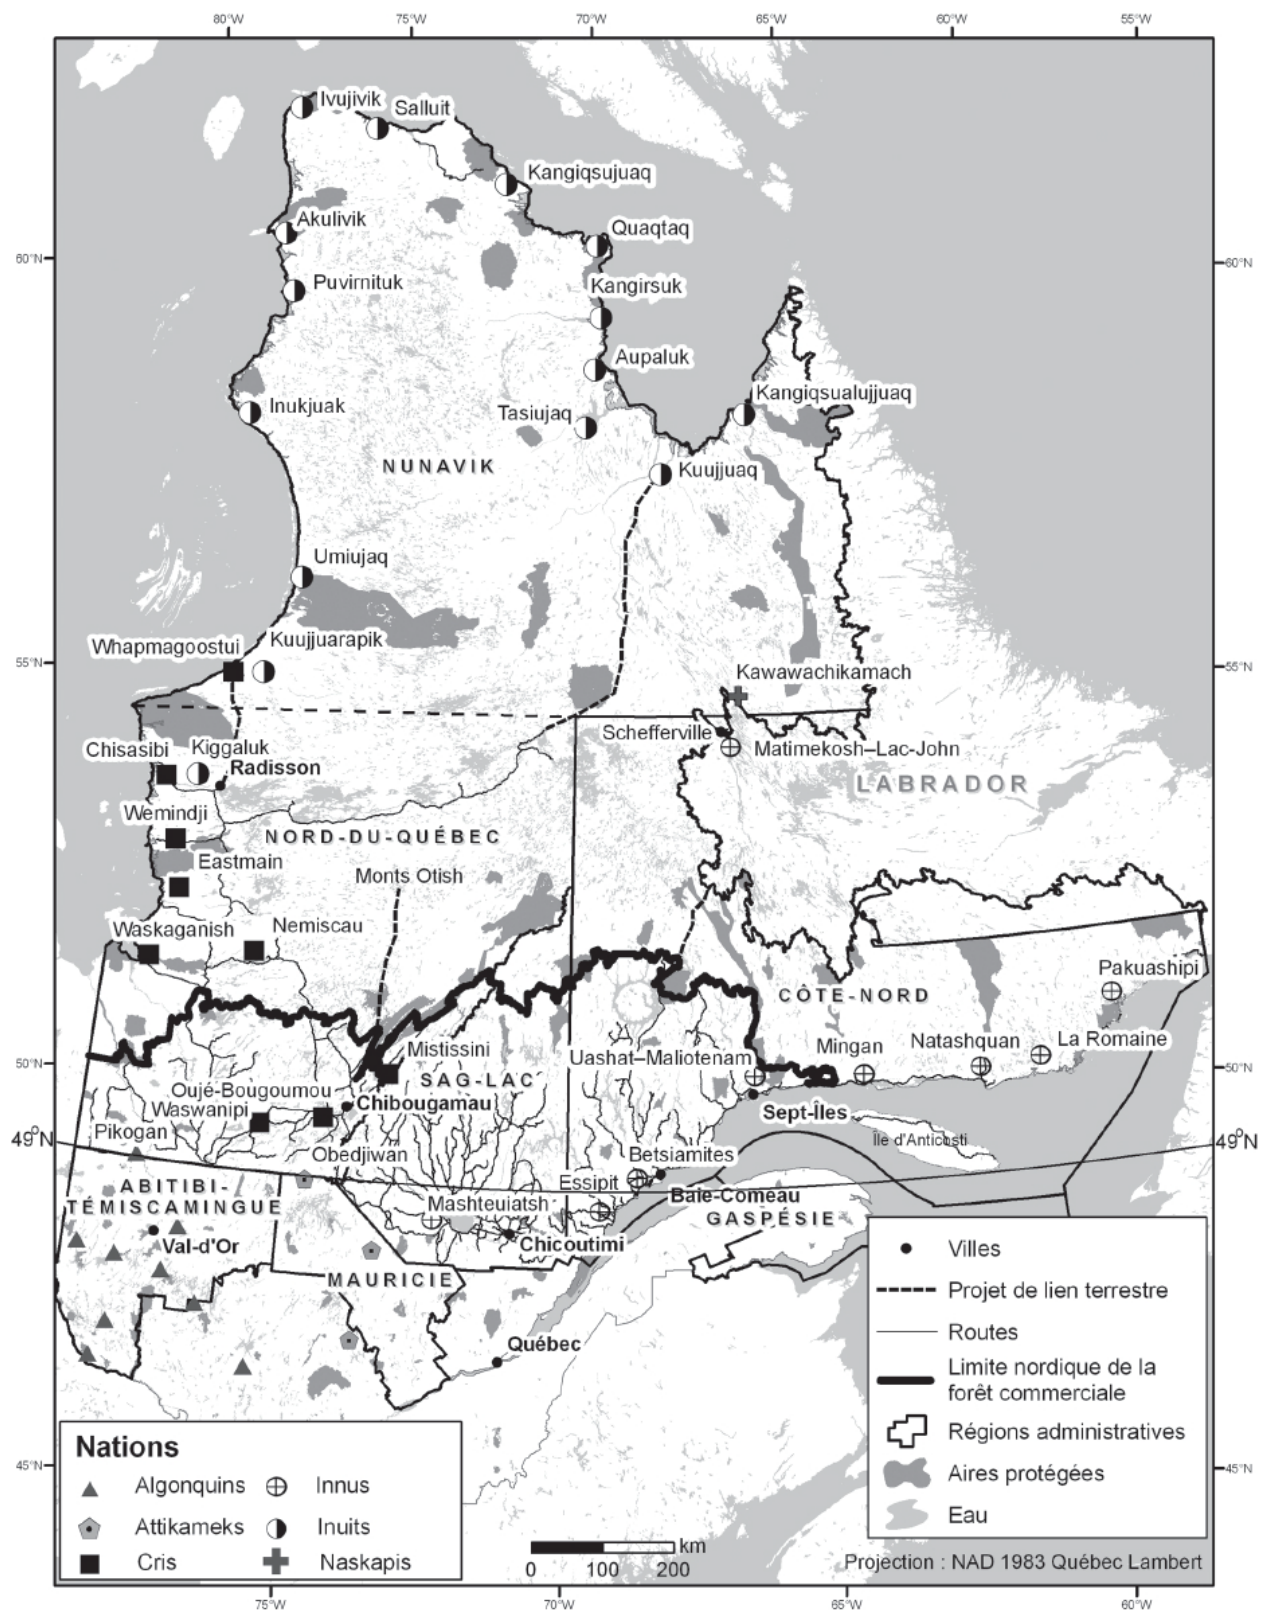 80°W 75°W 70°W 65°W 60°W 55°W
Ivujivik
Salluit
Kangiqsujuaq
Akulivik
Quaqtaq
60°N
60°N
Puvirnituk
Kangirsuk
Aupaluk
Kangiqsualujjuaq
Inukjuak
Tasiujaq
NUNAVIK
Kuujjuaq
Umiujaq
Kuujjuarapik
Whapmagoostui
55°N
55°N
Kawawachikamach
Schefferville
Chisasibi
Kiggaluk
Matimekosh–Lac-John
Radisson
LABRADOR
Wemindji
NORD-DU-QUÉBEC
Eastmain
Monts Otish
Waskaganish
Nemiscau
Pakuashipi
CÔTE-NORD
La Romaine
Natashquan
Mingan
Mistissini
Uashat–Maliotenam
50°N
50°N
SAG-LAC
Oujé-Bougoumou
Chibougamau
Waswanipi
Sept-Îles
Pikogan
49°N
49°N
Île d'Anticosti
Obedjiwan
Betsiamites
Essipit
ABITIBI-
TÉMISCAMINGUE
Baie-Comeau
Mashteuiatsh
GASPÉSIE
Val-d'Or
Chicoutimi
MAURICIE
Québec
Villes
Projet de lien terrestre
Routes
Limite nordique de la
forêt commerciale
Régions administratives
Aires protégées
Eau
Nations
Algonquins
Innus
Attikameks
Inuits
Cris
Naskapis
45°N
45°N
km
0 100 200
Projection : NAD 1983 Québec Lambert
75°W 70°W 65°W 60°W